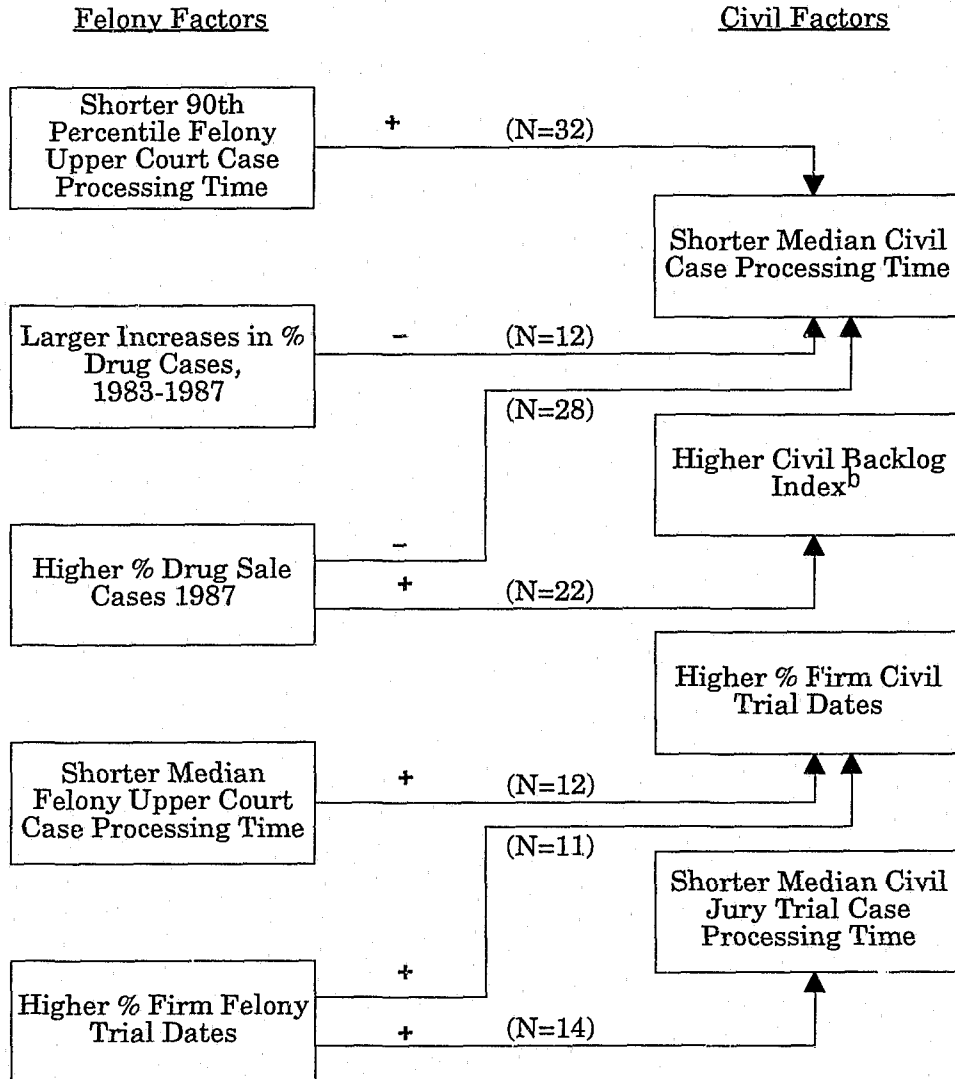 Felony Factors
Civil Factors
Shorter 90th
Percentile Felony
Upper Court Case
Processing Time
+
(N=32)
Shorter Median Civil
Case Processing Time
Larger Increases in %
Drug Cases,
1983-1987
–
(N=12)
(N=28)
Higher Civil Backlog
Indexᵇ
Higher % Drug Sale
Cases 1987
–
+
(N=22)
Higher % Firm Civil
Trial Dates
Shorter Median
Felony Upper Court
Case Processing Time
+
(N=12)
(N=11)
Shorter Median Civil
Jury Trial Case
Processing Time
Higher % Firm Felony
Trial Dates
+
+
(N=14)